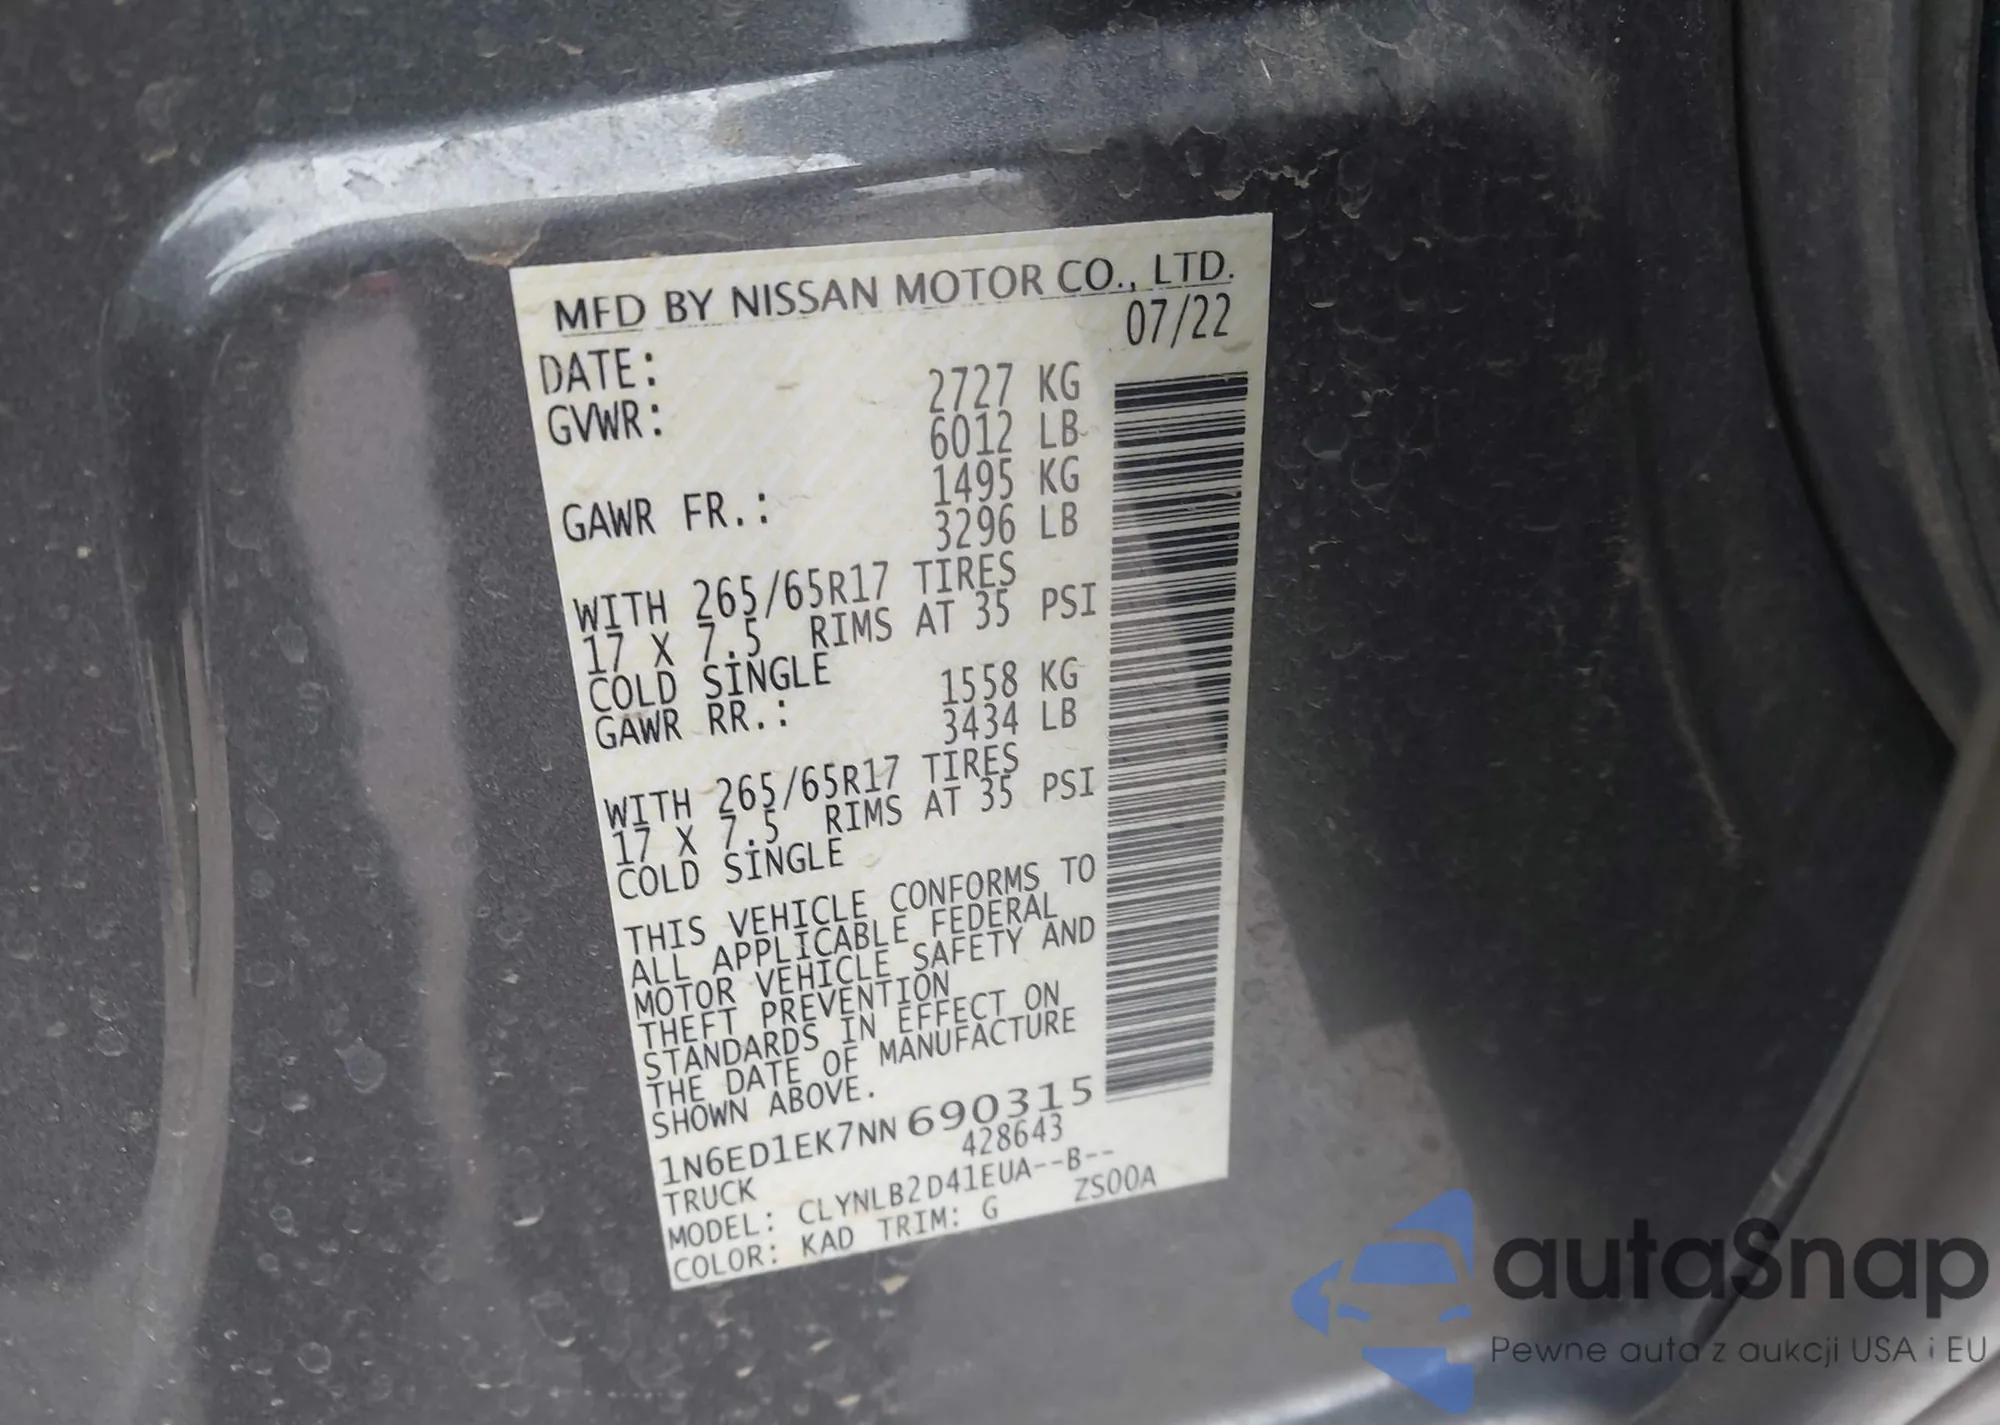 MFD BY NISSAN MOTOR CO., LTD.
DATE: 07/22
GVWR: 2727 KG
6012 LB
GAWR FR.: 1495 KG
3296 LB
WITH 265/65R17 TIRES
17 X 7.5 RIMS AT 35 PSI
COLD SINGLE
GAWR RR.: 1558 KG
3434 LB
WITH 265/65R17 TIRES
17 X 7.5 RIMS AT 35 PSI
COLD SINGLE
THIS VEHICLE CONFORMS TO
ALL APPLICABLE FEDERAL
MOTOR VEHICLE SAFETY AND
THEFT PREVENTION
STANDARDS IN EFFECT ON
THE DATE OF MANUFACTURE
SHOWN ABOVE.
1N6ED1EK7NN690315
TRUCK 428643
MODEL: CLYNLB2D41EUA--B--
COLOR: KAD TRIM: G ZS00A
autaSnap
Pewne auta z aukcji USA i EU